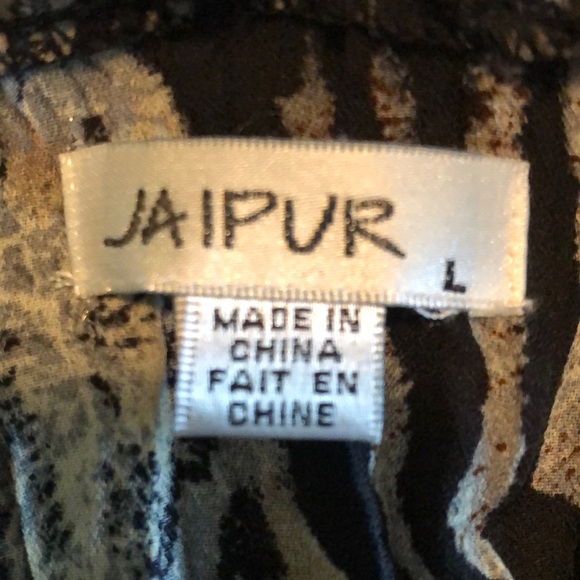 JAIPUR
L
MADE IN
CHINA
FAIT EN
CHINE